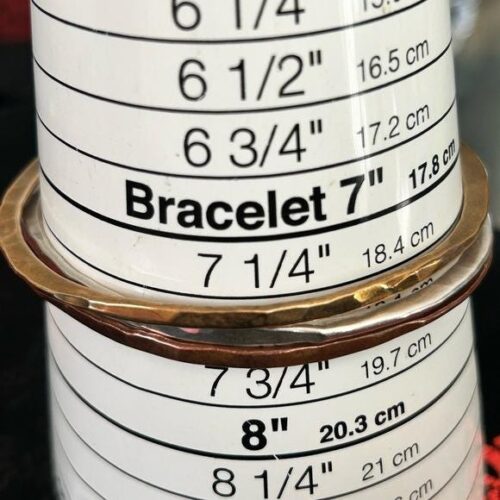 6 1/4"
6 1/2" 16.5 cm
6 3/4" 17.2 cm
Bracelet 7" 17.8 cm
7 1/4" 18.4 cm
7 3/4" 19.7 cm
8" 20.3 cm
8 1/4" 21 cm